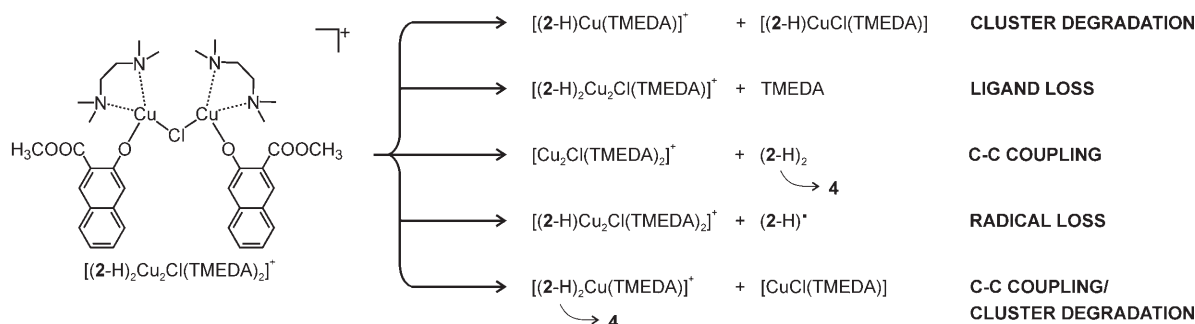 ]⁺
N N
N N
Cu Cu
Cl
H3COOC O O COOCH3
[(2-H)₂Cu₂Cl(TMEDA)₂]⁺
[(2-H)Cu(TMEDA)]⁺ + [(2-H)CuCl(TMEDA)] CLUSTER DEGRADATION
[(2-H)₂Cu₂Cl(TMEDA)]⁺ + TMEDA LIGAND LOSS
[Cu₂Cl(TMEDA)₂]⁺ + (2-H)₂ C-C COUPLING
4
[(2-H)Cu₂Cl(TMEDA)₂]⁺ + (2-H)• RADICAL LOSS
[(2-H)₂Cu(TMEDA)]⁺ + [CuCl(TMEDA)] C-C COUPLING/
4 CLUSTER DEGRADATION